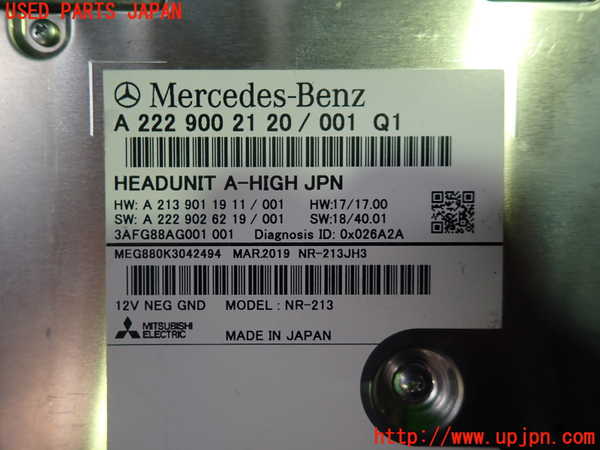 USED PARTS JAPAN
Mercedes-Benz
A 222 900 21 20 / 001 Q1
HEADUNIT A-HIGH JPN
HW: A 213 901 19 11 / 001 HW:17/17.00
SW: A 222 902 62 19 / 001 SW:18/40.01
3AFG88AG001 001 Diagnosis ID: 0x026A2A
MEG880K3042494 MAR.2019 NR-213JH3
12V NEG GND MODEL : NR-213
MITSUBISHI
ELECTRIC
MADE IN JAPAN
http://www.upjpn.com/